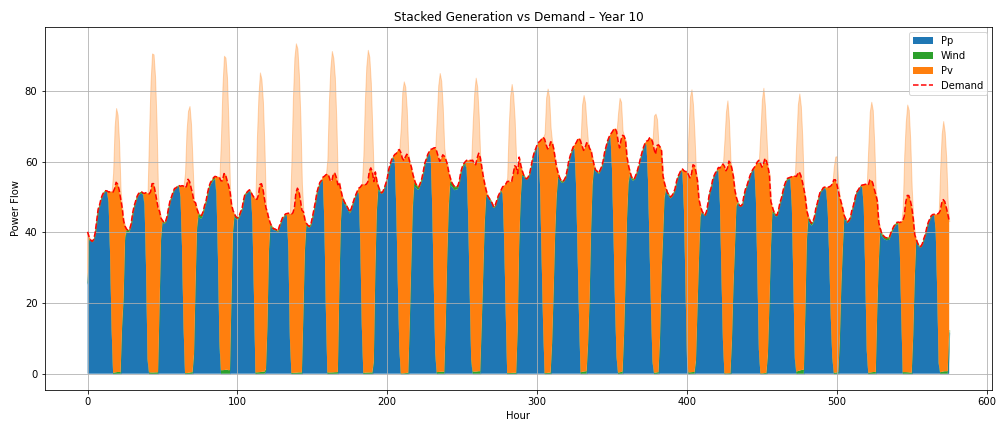 Stacked Generation vs Demand – Year 10
Pp
Wind
Pv
Demand
Power Flow
80
60
40
20
0
0 100 200 300 400 500 600
Hour